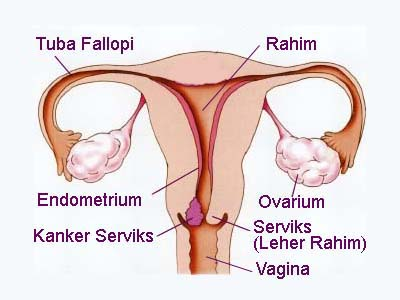 Tuba Fallopi
Rahim
Endometrium
Ovarium
Kanker Serviks
Serviks
(Leher Rahim)
Vagina